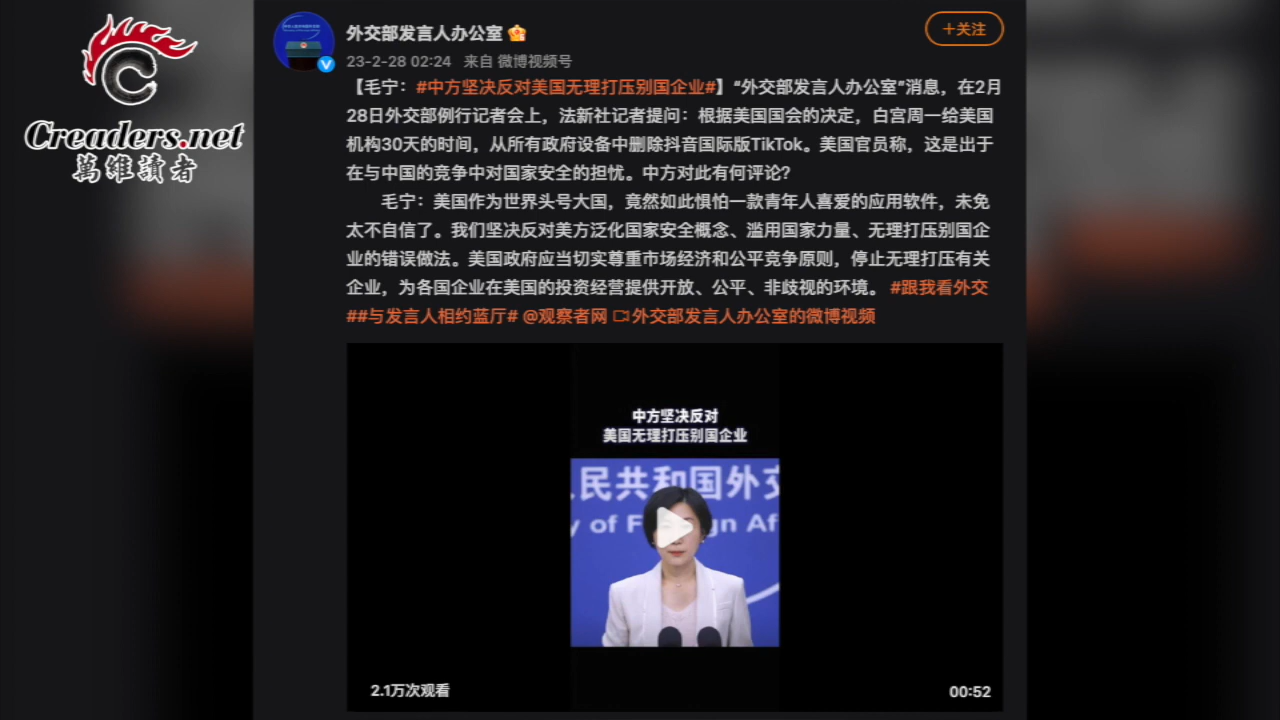 Creaders.net
萬維讀者
外交部发言人办公室
+关注
23-2-28 02:24 来自 微博视频号
【毛宁：#中方坚决反对美国无理打压别国企业#】“外交部发言人办公室”消息，在2月
28日外交部例行记者会上，法新社记者提问：根据美国国会的决定，白宫周一给美国
机构30天的时间，从所有政府设备中删除抖音国际版TikTok。美国官员称，这是出于
在与中国的竞争中对国家安全的担忧。中方对此有何评论?
毛宁：美国作为世界头号大国，竟然如此惧怕一款青年人喜爱的应用软件，未免
太不自信了。我们坚决反对美方泛化国家安全概念、滥用国家力量、无理打压别国企
业的错误做法。美国政府应当切实尊重市场经济和公平竞争原则，停止无理打压有关
企业，为各国企业在美国的投资经营提供开放、公平、非歧视的环境。 #跟我看外交
##与发言人相约蓝厅# @观察者网 外交部发言人办公室的微博视频
中方坚决反对
美国无理打压别国企业
民共和国外交
y of Foreign Af
2.1万次观看
00:52